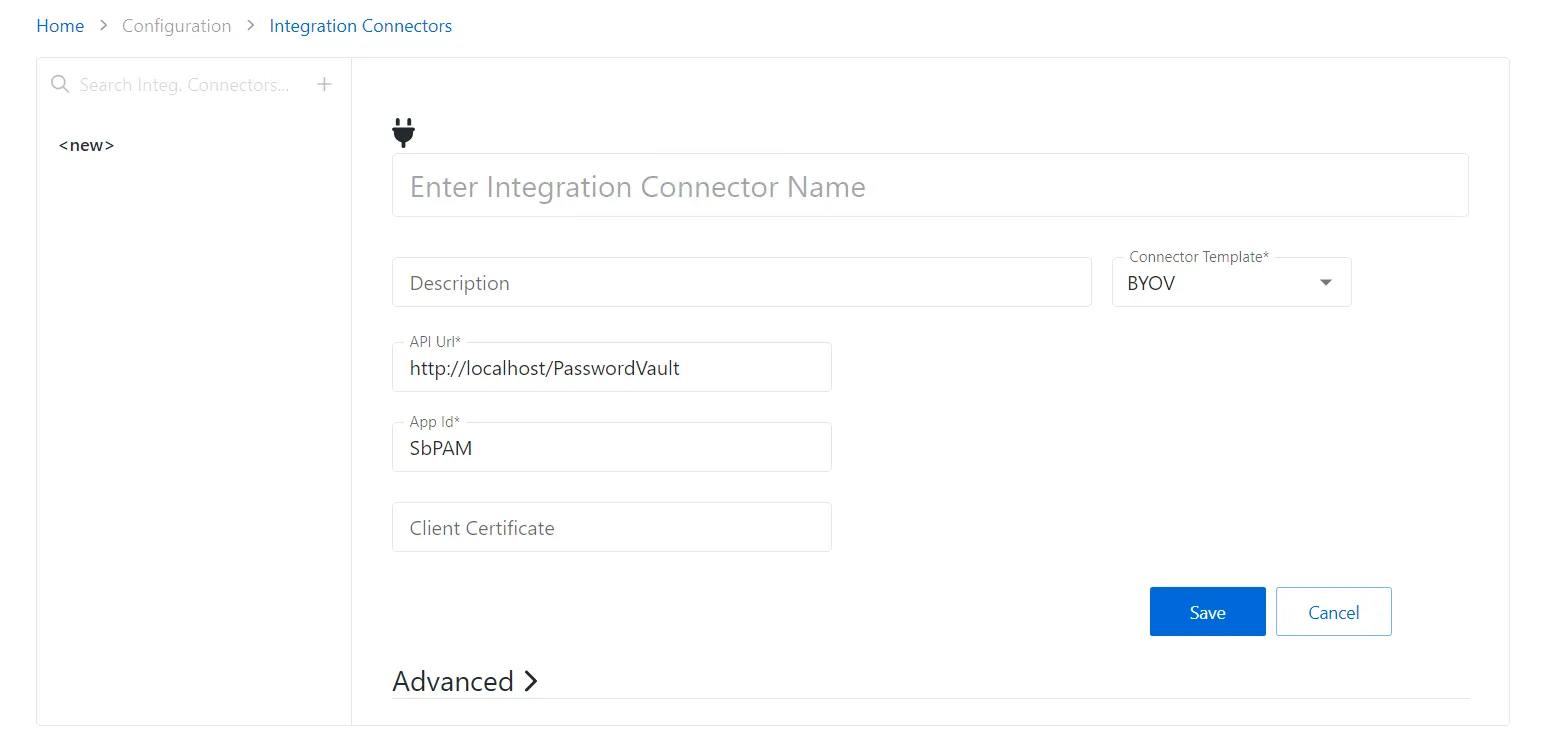 Home > Configuration > Integration Connectors
Search Integ. Connectors... +
<new>
Enter Integration Connector Name
Description
Connector Template*
BYOV
API Url*
http://localhost/PasswordVault
App Id*
SbPAM
Client Certificate
Save Cancel
Advanced >